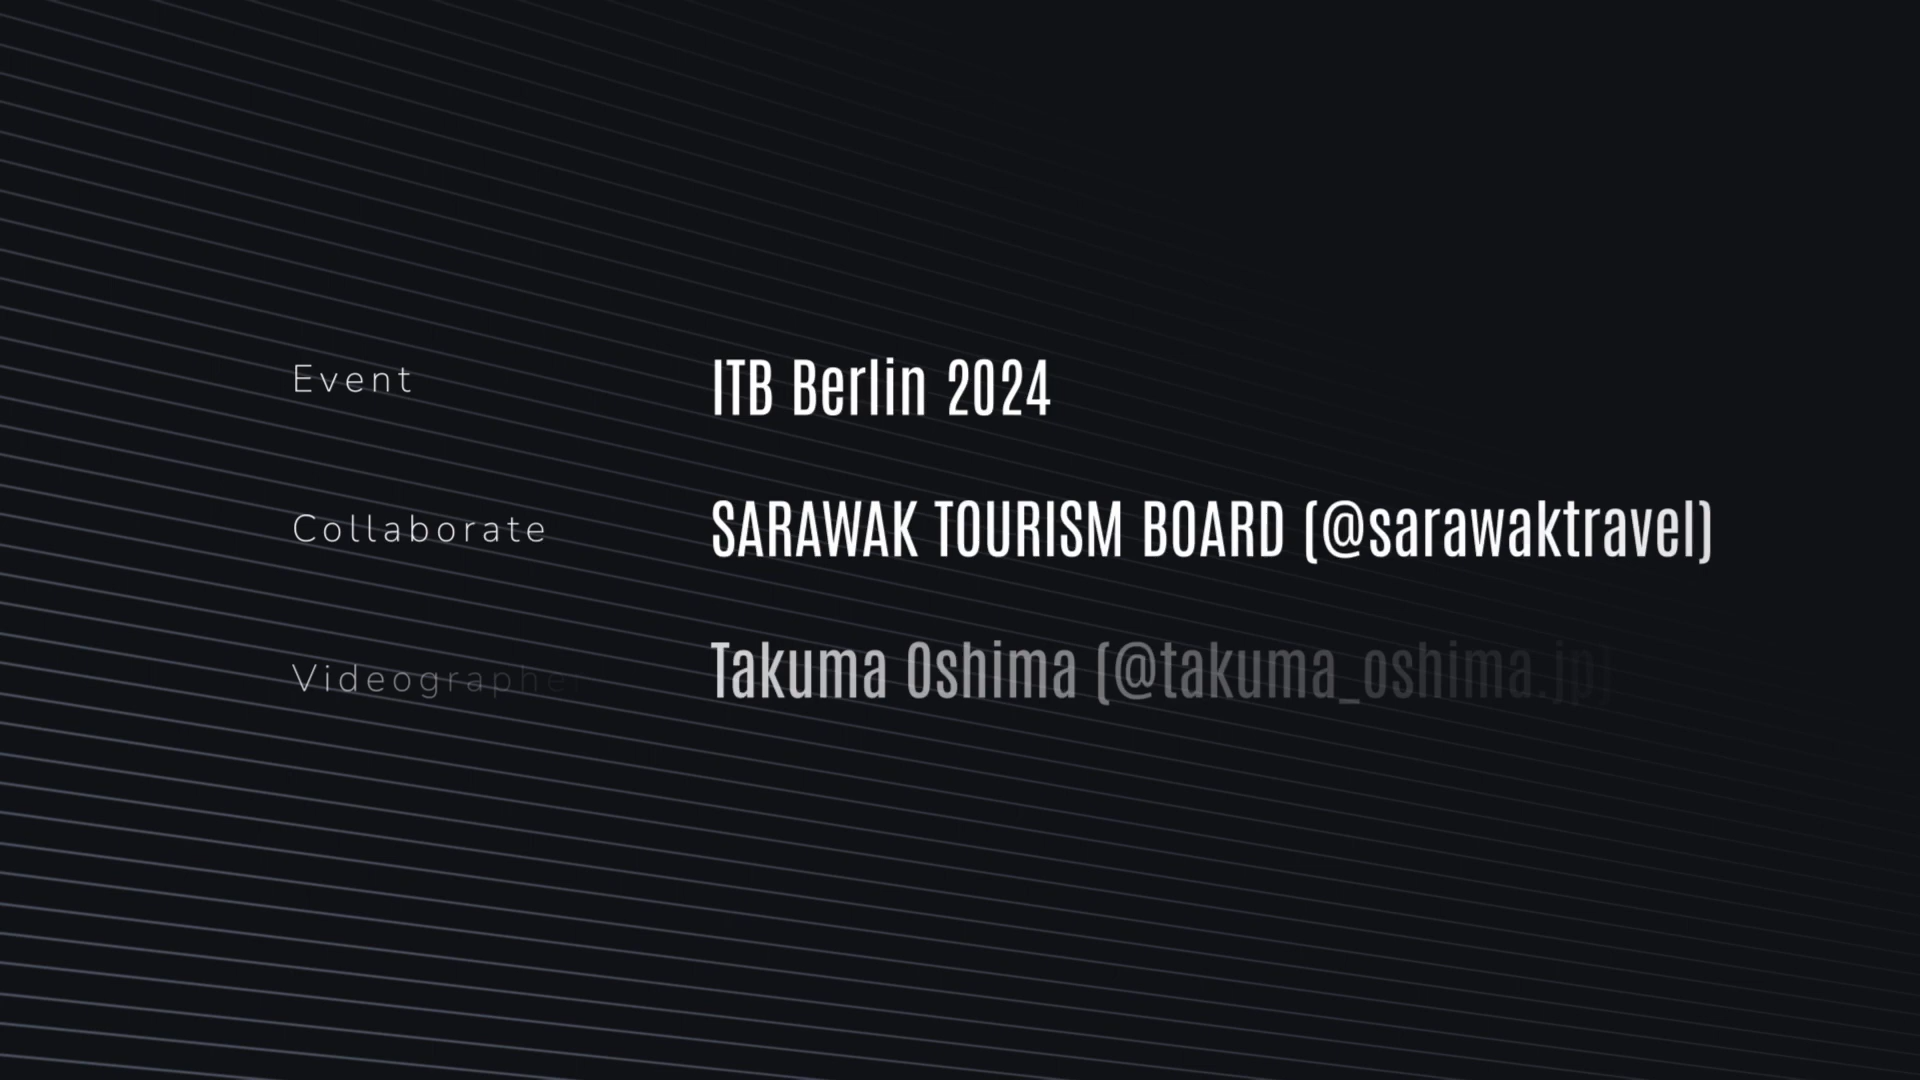 Event ITB Berlin 2024
Collaborate SARAWAK TOURISM BOARD (@sarawaktravel)
Videographer Takuma Oshima (@takuma_oshima.jp)